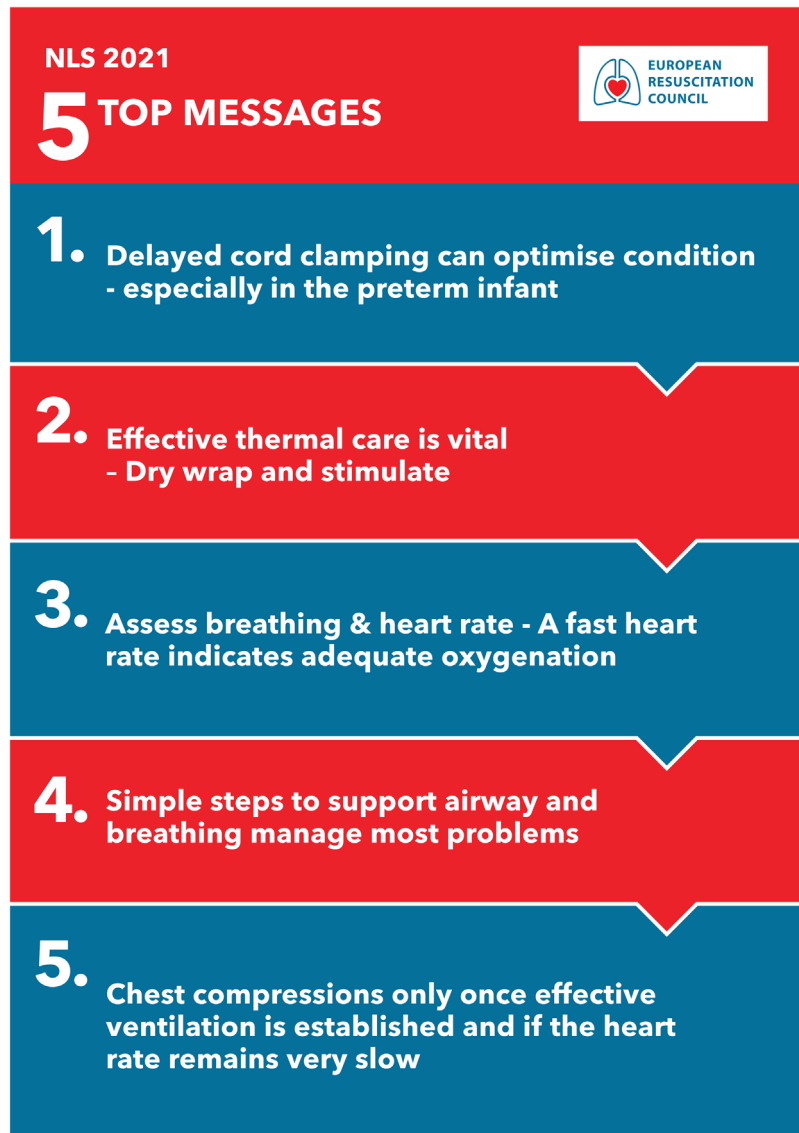 NLS 2021
5 TOP MESSAGES
EUROPEAN
RESUSCITATION
COUNCIL
1. Delayed cord clamping can optimise condition
- especially in the preterm infant
2. Effective thermal care is vital
– Dry wrap and stimulate
3. Assess breathing & heart rate - A fast heart
rate indicates adequate oxygenation
4. Simple steps to support airway and
breathing manage most problems
5. Chest compressions only once effective
ventilation is established and if the heart
rate remains very slow